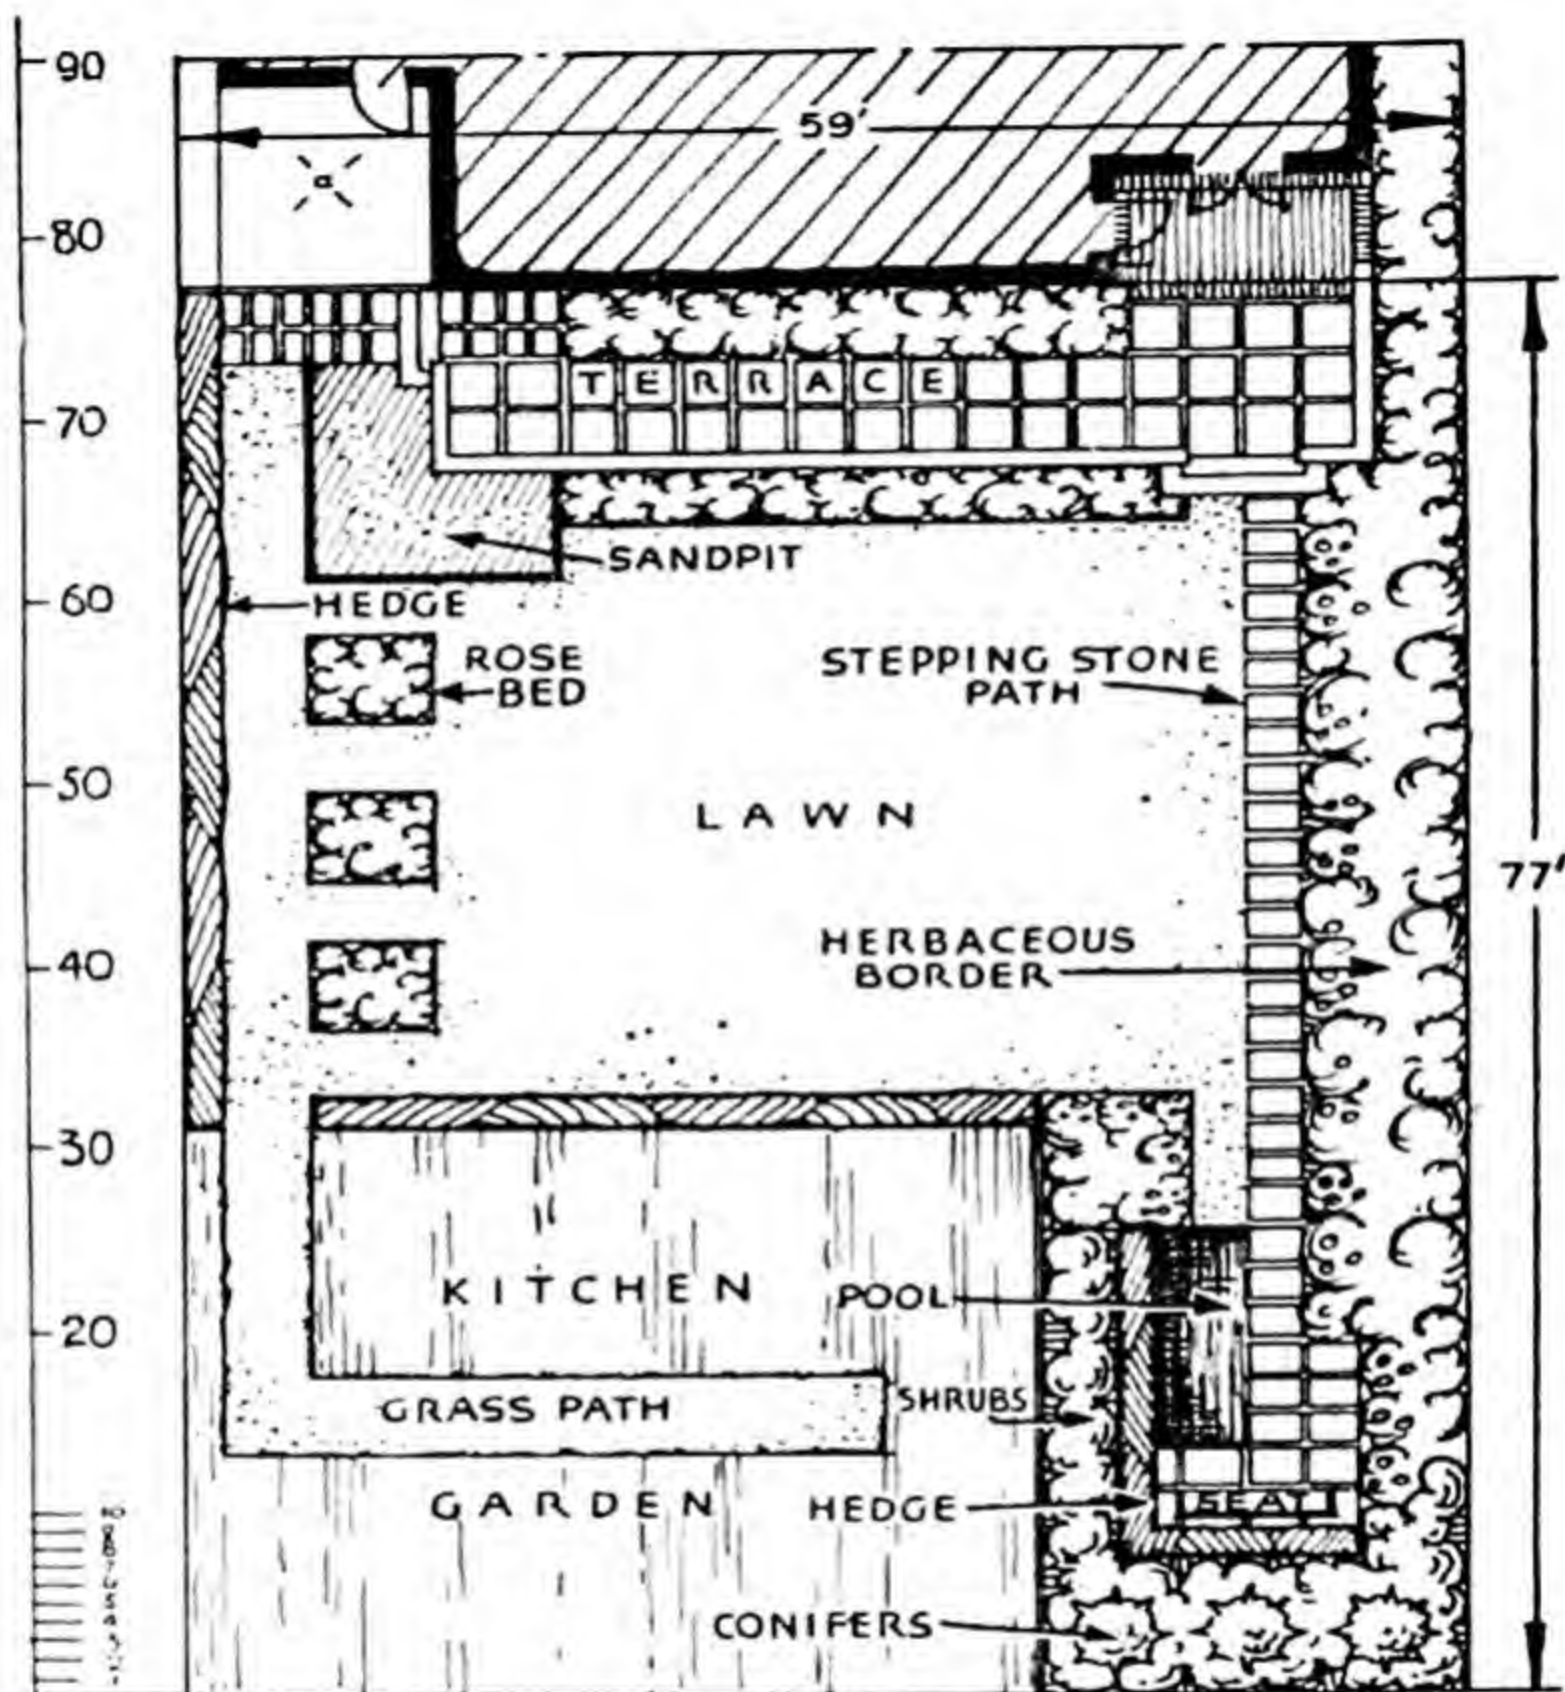 90
59'
a
80
TERRACE
70
SANDPIT
60
HEDGE
ROSE
BED
STEPPING STONE
PATH
50
LAWN
77'
HERBACEOUS
BORDER
40
30
KITCHEN
POOL
20
GRASS PATH
SHRUBS
GARDEN
HEDGE
SEAT
CONIFERS